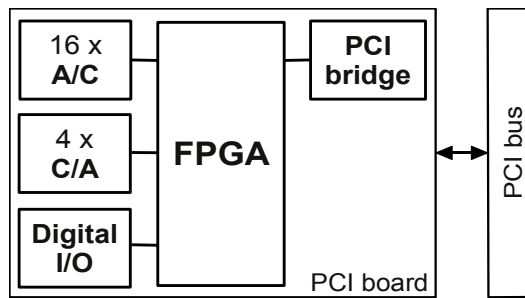 16 x
A/C
4 x
C/A
Digital
I/O
FPGA
PCI
bridge
PCI board
PCI bus